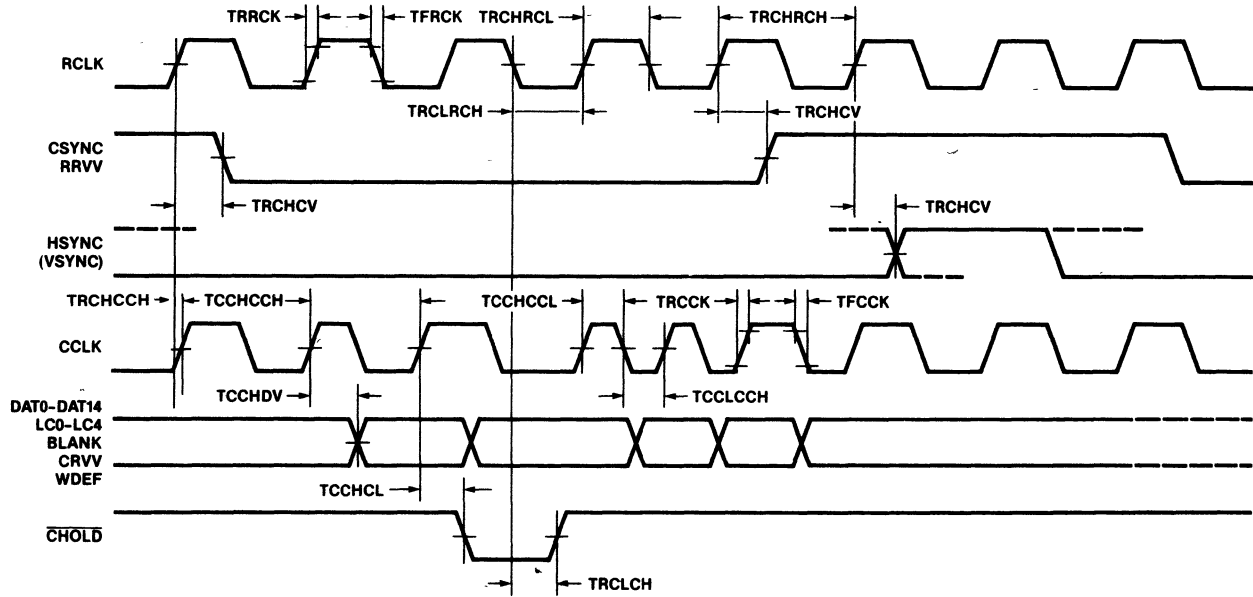 TRRCK TFRCK TRCHRCL TRCHRCH
RCLK
TRCLRCH TRCHCV
CSYNC
RRVV
TRCHCV TRCHCV
HSYNC
(VSYNC)
TRCHCCH TCCHCCH TCCHCCL TRCCK TFCCK
CCLK
TCCHDV TCCLCCH
DAT0–DAT14
LC0–LC4
BLANK
CRVV
WDEF
TCCHCL
CHOLD
TRCLCH